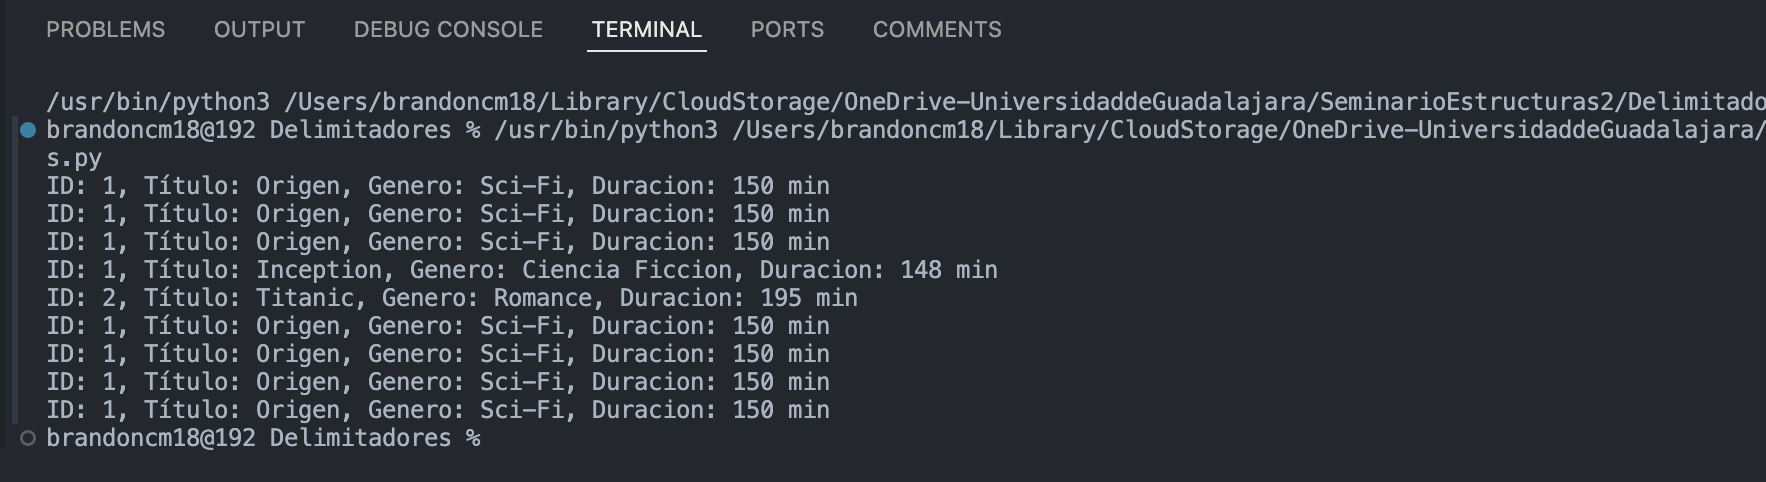 PROBLEMS OUTPUT DEBUG CONSOLE TERMINAL PORTS COMMENTS
/usr/bin/python3 /Users/brandoncm18/Library/CloudStorage/OneDrive-UniversidaddeGuadalajara/SeminarioEstructuras2/Delimitado
brandoncm18@192 Delimitadores % /usr/bin/python3 /Users/brandoncm18/Library/CloudStorage/OneDrive-UniversidaddeGuadalajara/
s.py
ID: 1, Título: Origen, Genero: Sci-Fi, Duracion: 150 min
ID: 1, Título: Origen, Genero: Sci-Fi, Duracion: 150 min
ID: 1, Título: Origen, Genero: Sci-Fi, Duracion: 150 min
ID: 1, Título: Inception, Genero: Ciencia Ficcion, Duracion: 148 min
ID: 2, Título: Titanic, Genero: Romance, Duracion: 195 min
ID: 1, Título: Origen, Genero: Sci-Fi, Duracion: 150 min
ID: 1, Título: Origen, Genero: Sci-Fi, Duracion: 150 min
ID: 1, Título: Origen, Genero: Sci-Fi, Duracion: 150 min
ID: 1, Título: Origen, Genero: Sci-Fi, Duracion: 150 min
brandoncm18@192 Delimitadores %